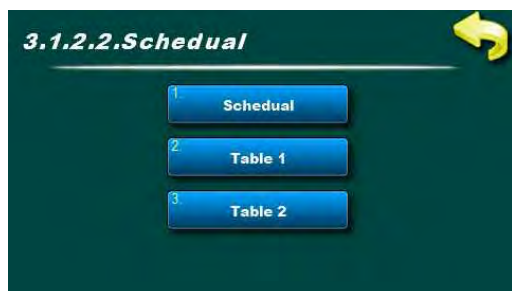 3.1.2.2.Schedual
1. Schedual
2. Table 1
3. Table 2